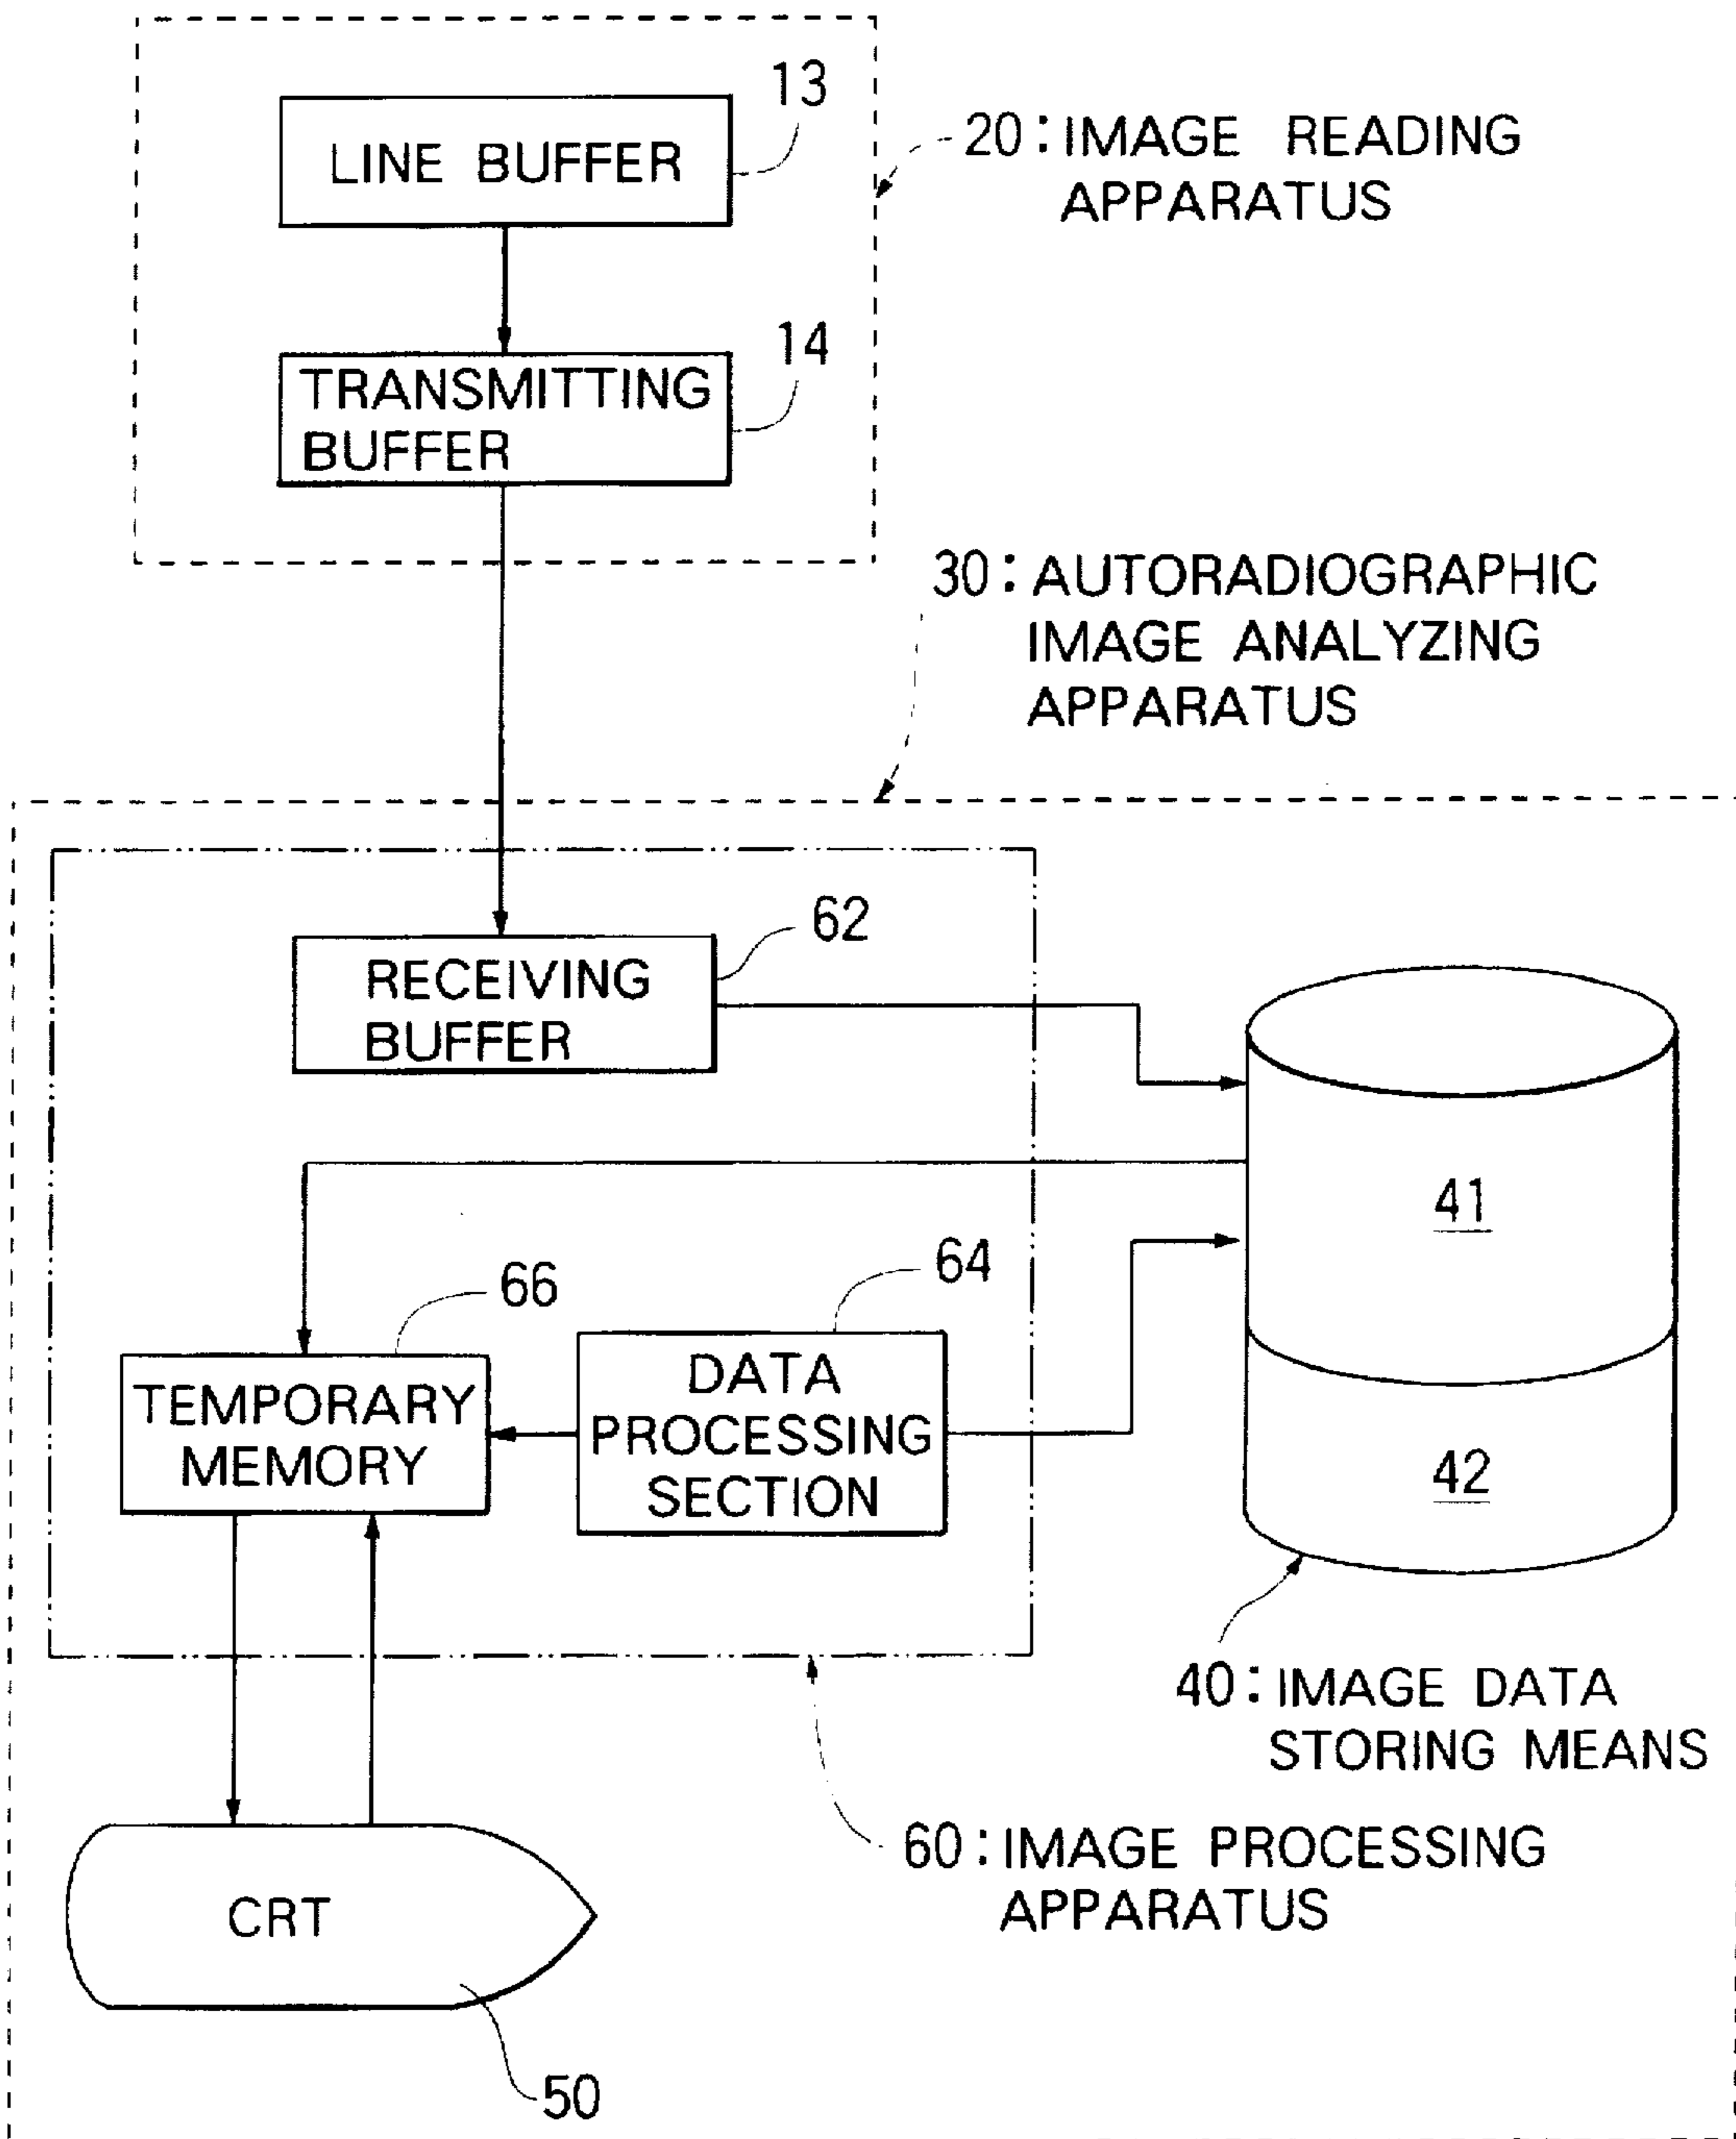 13
LINE BUFFER
20: IMAGE READING
APPARATUS
14
TRANSMITTING
BUFFER
30: AUTORADIOGRAPHIC
IMAGE ANALYZING
APPARATUS
62
RECEIVING
BUFFER
41
64
66
DATA
PROCESSING
SECTION
TEMPORARY
MEMORY
42
40: IMAGE DATA
STORING MEANS
60: IMAGE PROCESSING
APPARATUS
CRT
50